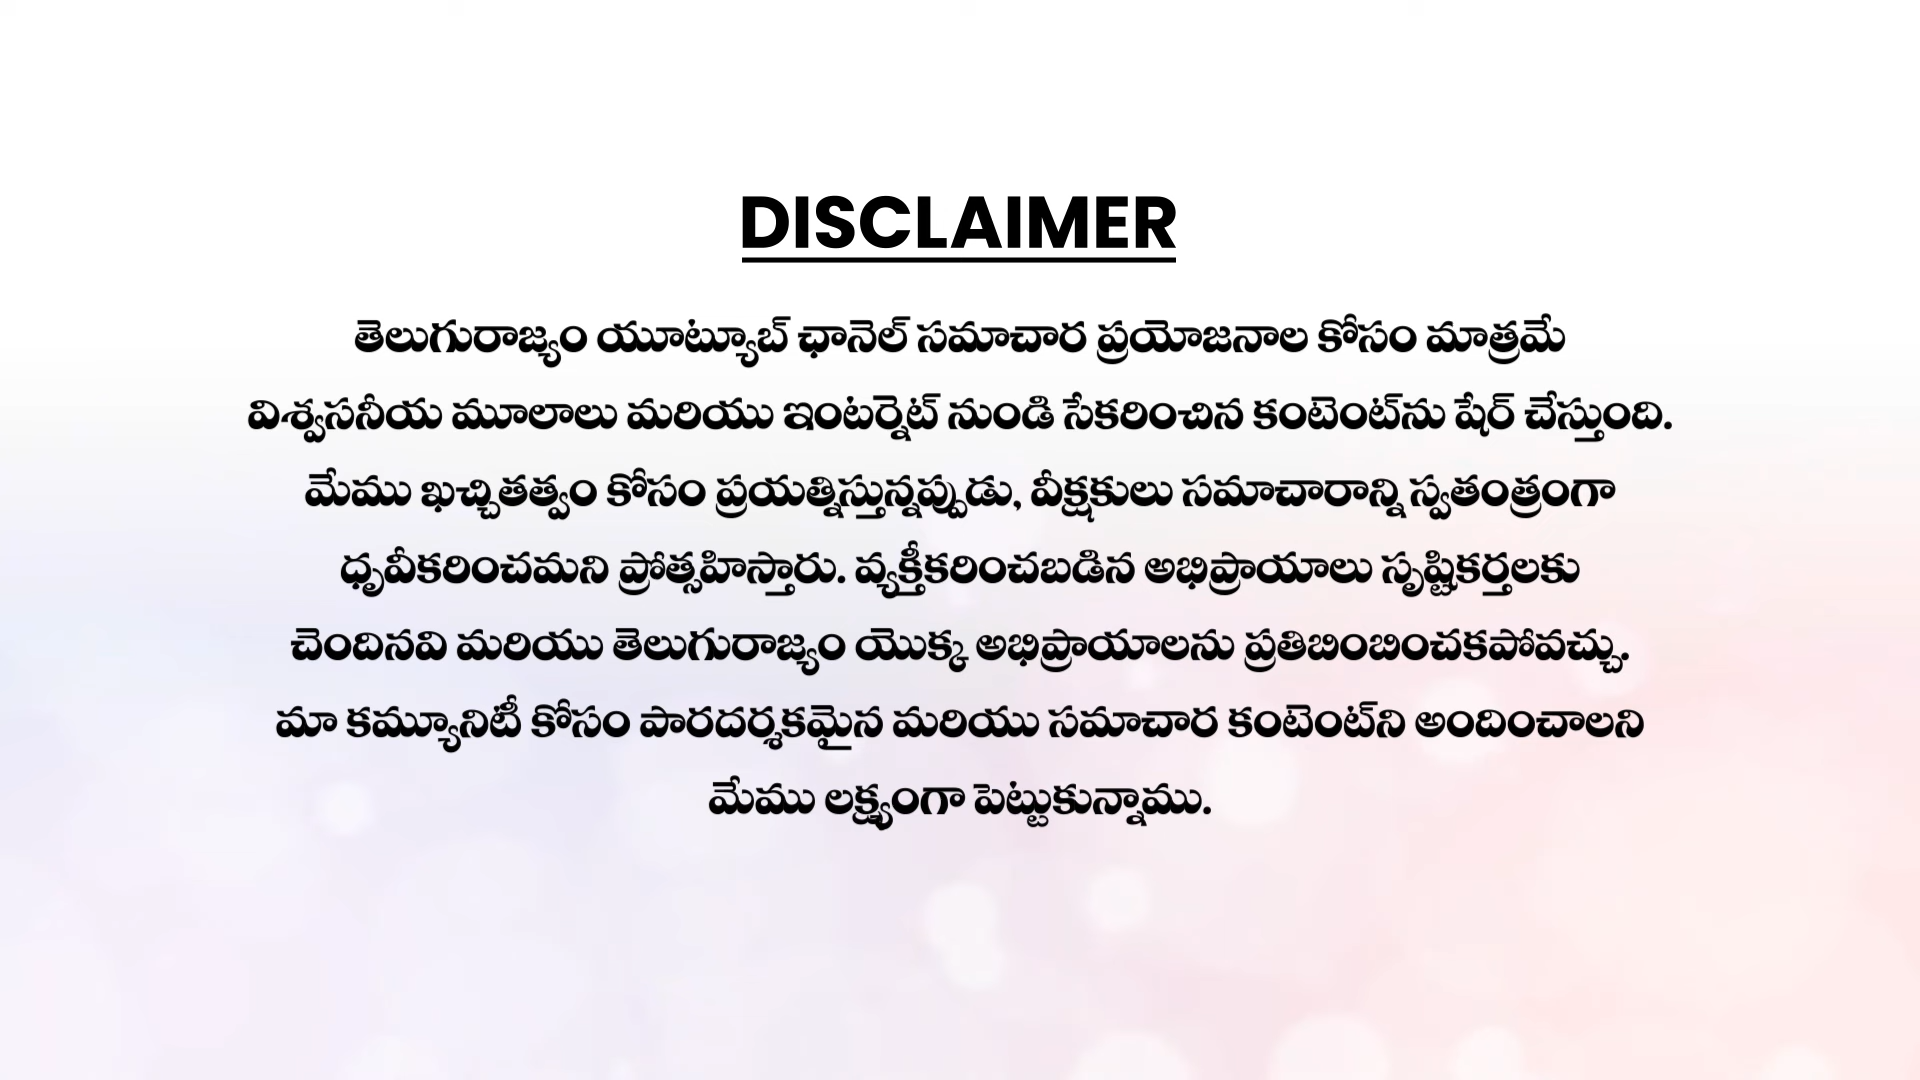 DISCLAIMER
తెలుగురాజ్యం యూట్యూబ్ ఛానెల్ సమాచార ప్రయోజనాల కోసం మాత్రమే
విశ్వసనీయ మూలాలు మరియు ఇంటర్నెట్ నుండి సేకరించిన కంటెంట్‌ను షేర్ చేస్తుంది.
మేము ఖచ్చితత్వం కోసం ప్రయత్నిస్తున్నప్పుడు, వీక్షకులు సమాచారాన్ని స్వతంత్రంగా
ధృవీకరించమని ప్రోత్సహిస్తారు. వ్యక్తీకరించబడిన అభిప్రాయాలు సృష్టికర్తలకు
చెందినవి మరియు తెలుగురాజ్యం యొక్క అభిప్రాయాలను ప్రతిబింబించకపోవచ్చు.
మా కమ్యూనిటీ కోసం పారదర్శకమైన మరియు సమాచార కంటెంట్‌ని అందించాలని
మేము లక్ష్యంగా పెట్టుకున్నాము.